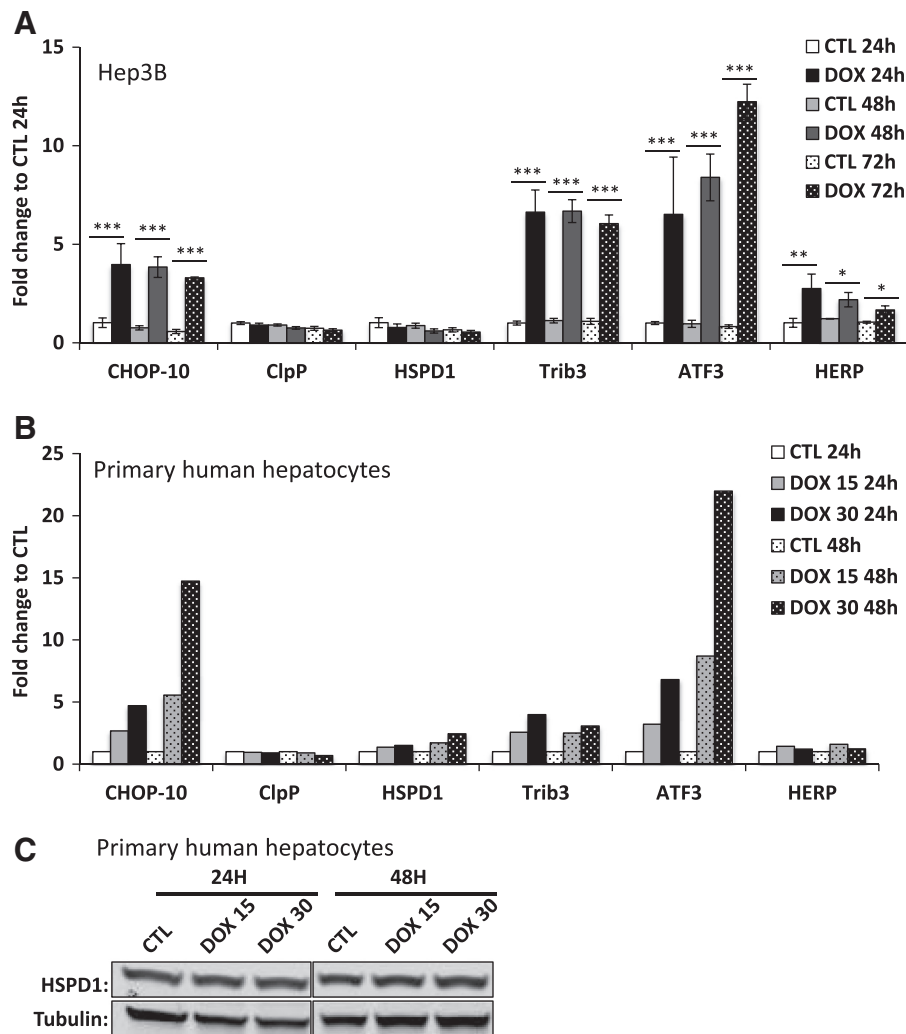 A
Hep3B
Fold change to CTL 24h
15
10
5
0
*** *** ***
*** *** ***
*** *** ***
** * *
CTL 24h
DOX 24h
CTL 48h
DOX 48h
CTL 72h
DOX 72h
CHOP-10 ClpP HSPD1 Trib3 ATF3 HERP
B
Primary human hepatocytes
Fold change to CTL
25
20
15
10
5
0
CTL 24h
DOX 15 24h
DOX 30 24h
CTL 48h
DOX 15 48h
DOX 30 48h
CHOP-10 ClpP HSPD1 Trib3 ATF3 HERP
C Primary human hepatocytes
24H 48H
CTL DOX 15 DOX 30 CTL DOX 15 DOX 30
HSPD1:
Tubulin: